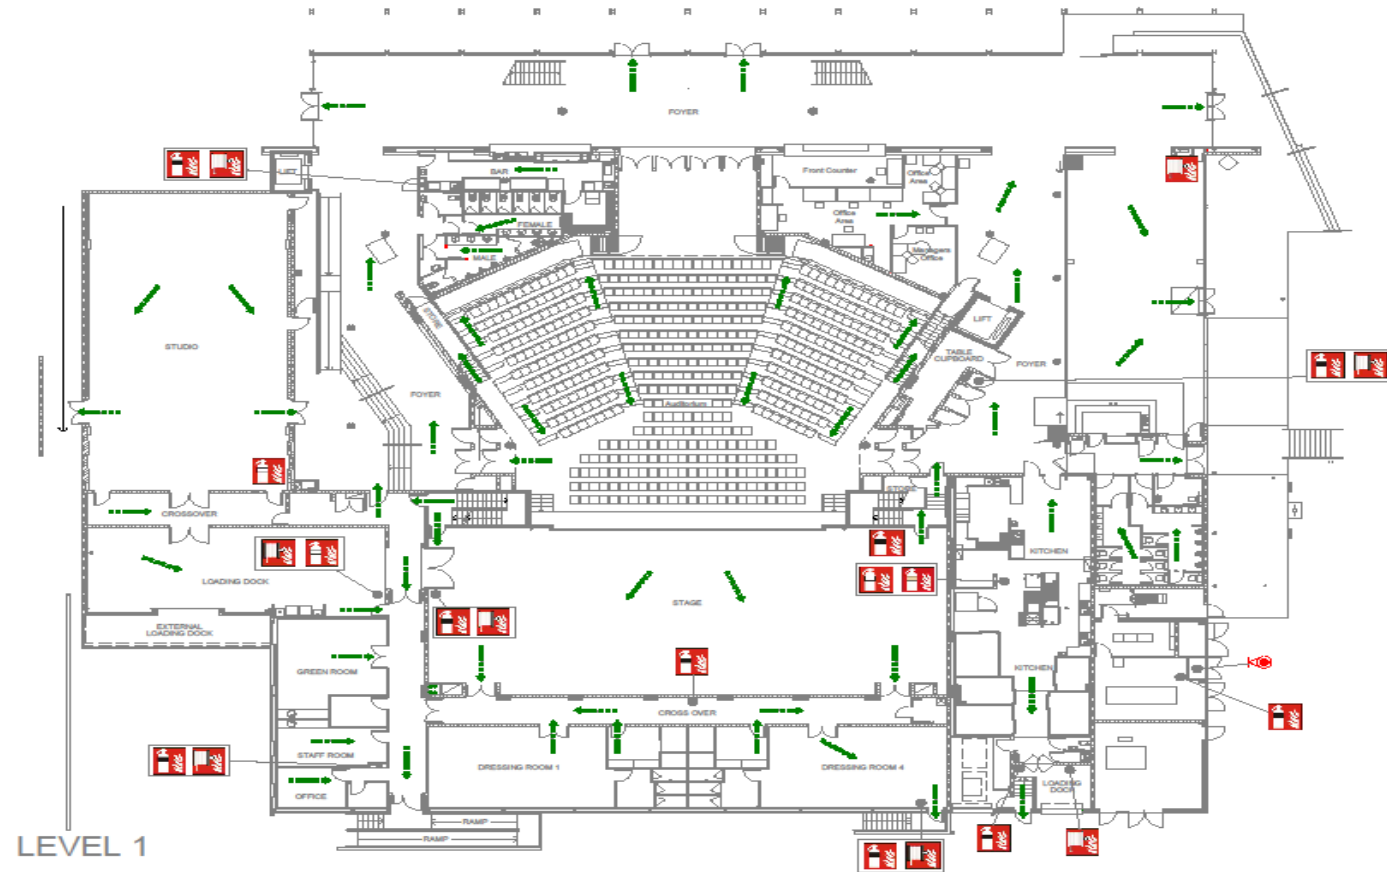 FOYER
BAR
Front Counter
Office
Area
LIFT
FEMALE
Office
Area
MALE
Managers
Office
STORE
LIFT
STUDIO
TABLE
CUPBOARD
FOYER
FOYER
Auditorium
STORE
CROSSOVER
KITCHEN
LOADING DOCK
STAGE
EXTERNAL
LOADING DOCK
GREEN ROOM
KITCHEN
CROSS OVER
STAFF ROOM
DRESSING ROOM 1
DRESSING ROOM 4
OFFICE
LOADING
DOCK
RAMP
RAMP
LEVEL 1